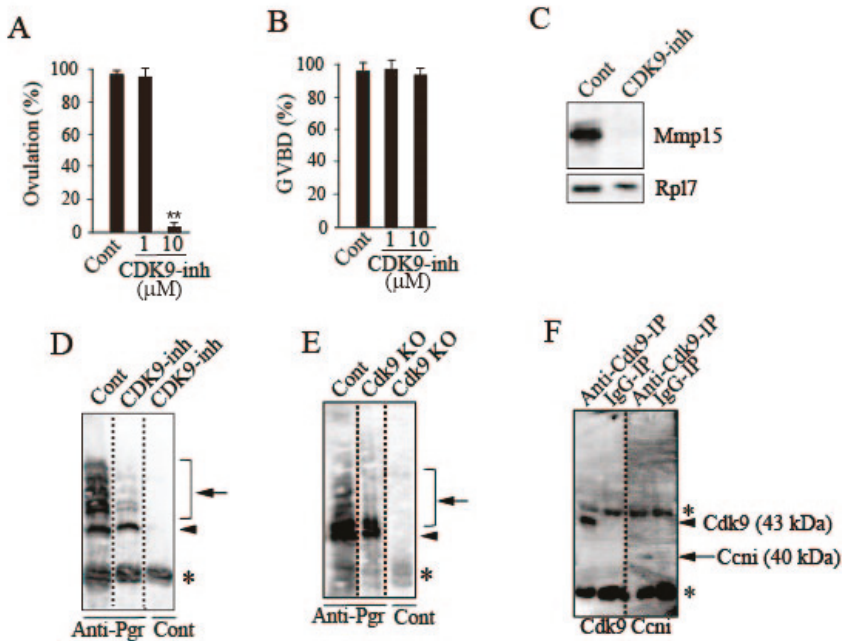 A
Ovulation (%)
100
80
60
40
20
0
**
Cont
1 10
CDK9-inh
(μM)
B
GVBD (%)
100
80
60
40
20
0
Cont
1 10
CDK9-inh
(μM)
C
Cont
CDK9-inh
Mmp15
Rpl7
D
Cont
CDK9-inh
CDK9-inh
*
Anti-Pgr Cont
E
Cont
Cdk9 KO
Cdk9 KO
*
Anti-Pgr Cont
F
Anti-Cdk9-IP
IgG-IP
Anti-Cdk9-IP
IgG-IP
*
Cdk9 (43 kDa)
Ccni (40 kDa)
*
Cdk9 Ccni